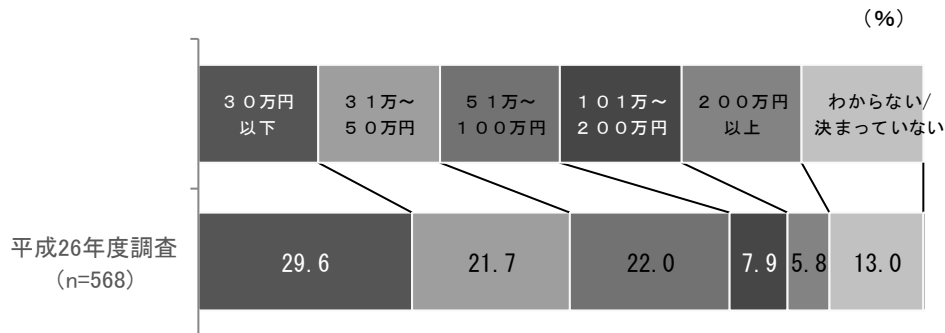 （%）
３０万円 ３１万～ ５１万～ １０１万～ ２００万円 わからない/
以下 ５０万円 １００万円 ２００万円 以上 決まっていない
平成26年度調査 29.6 21.7 22.0 7.9 5.8 13.0
(n=568)